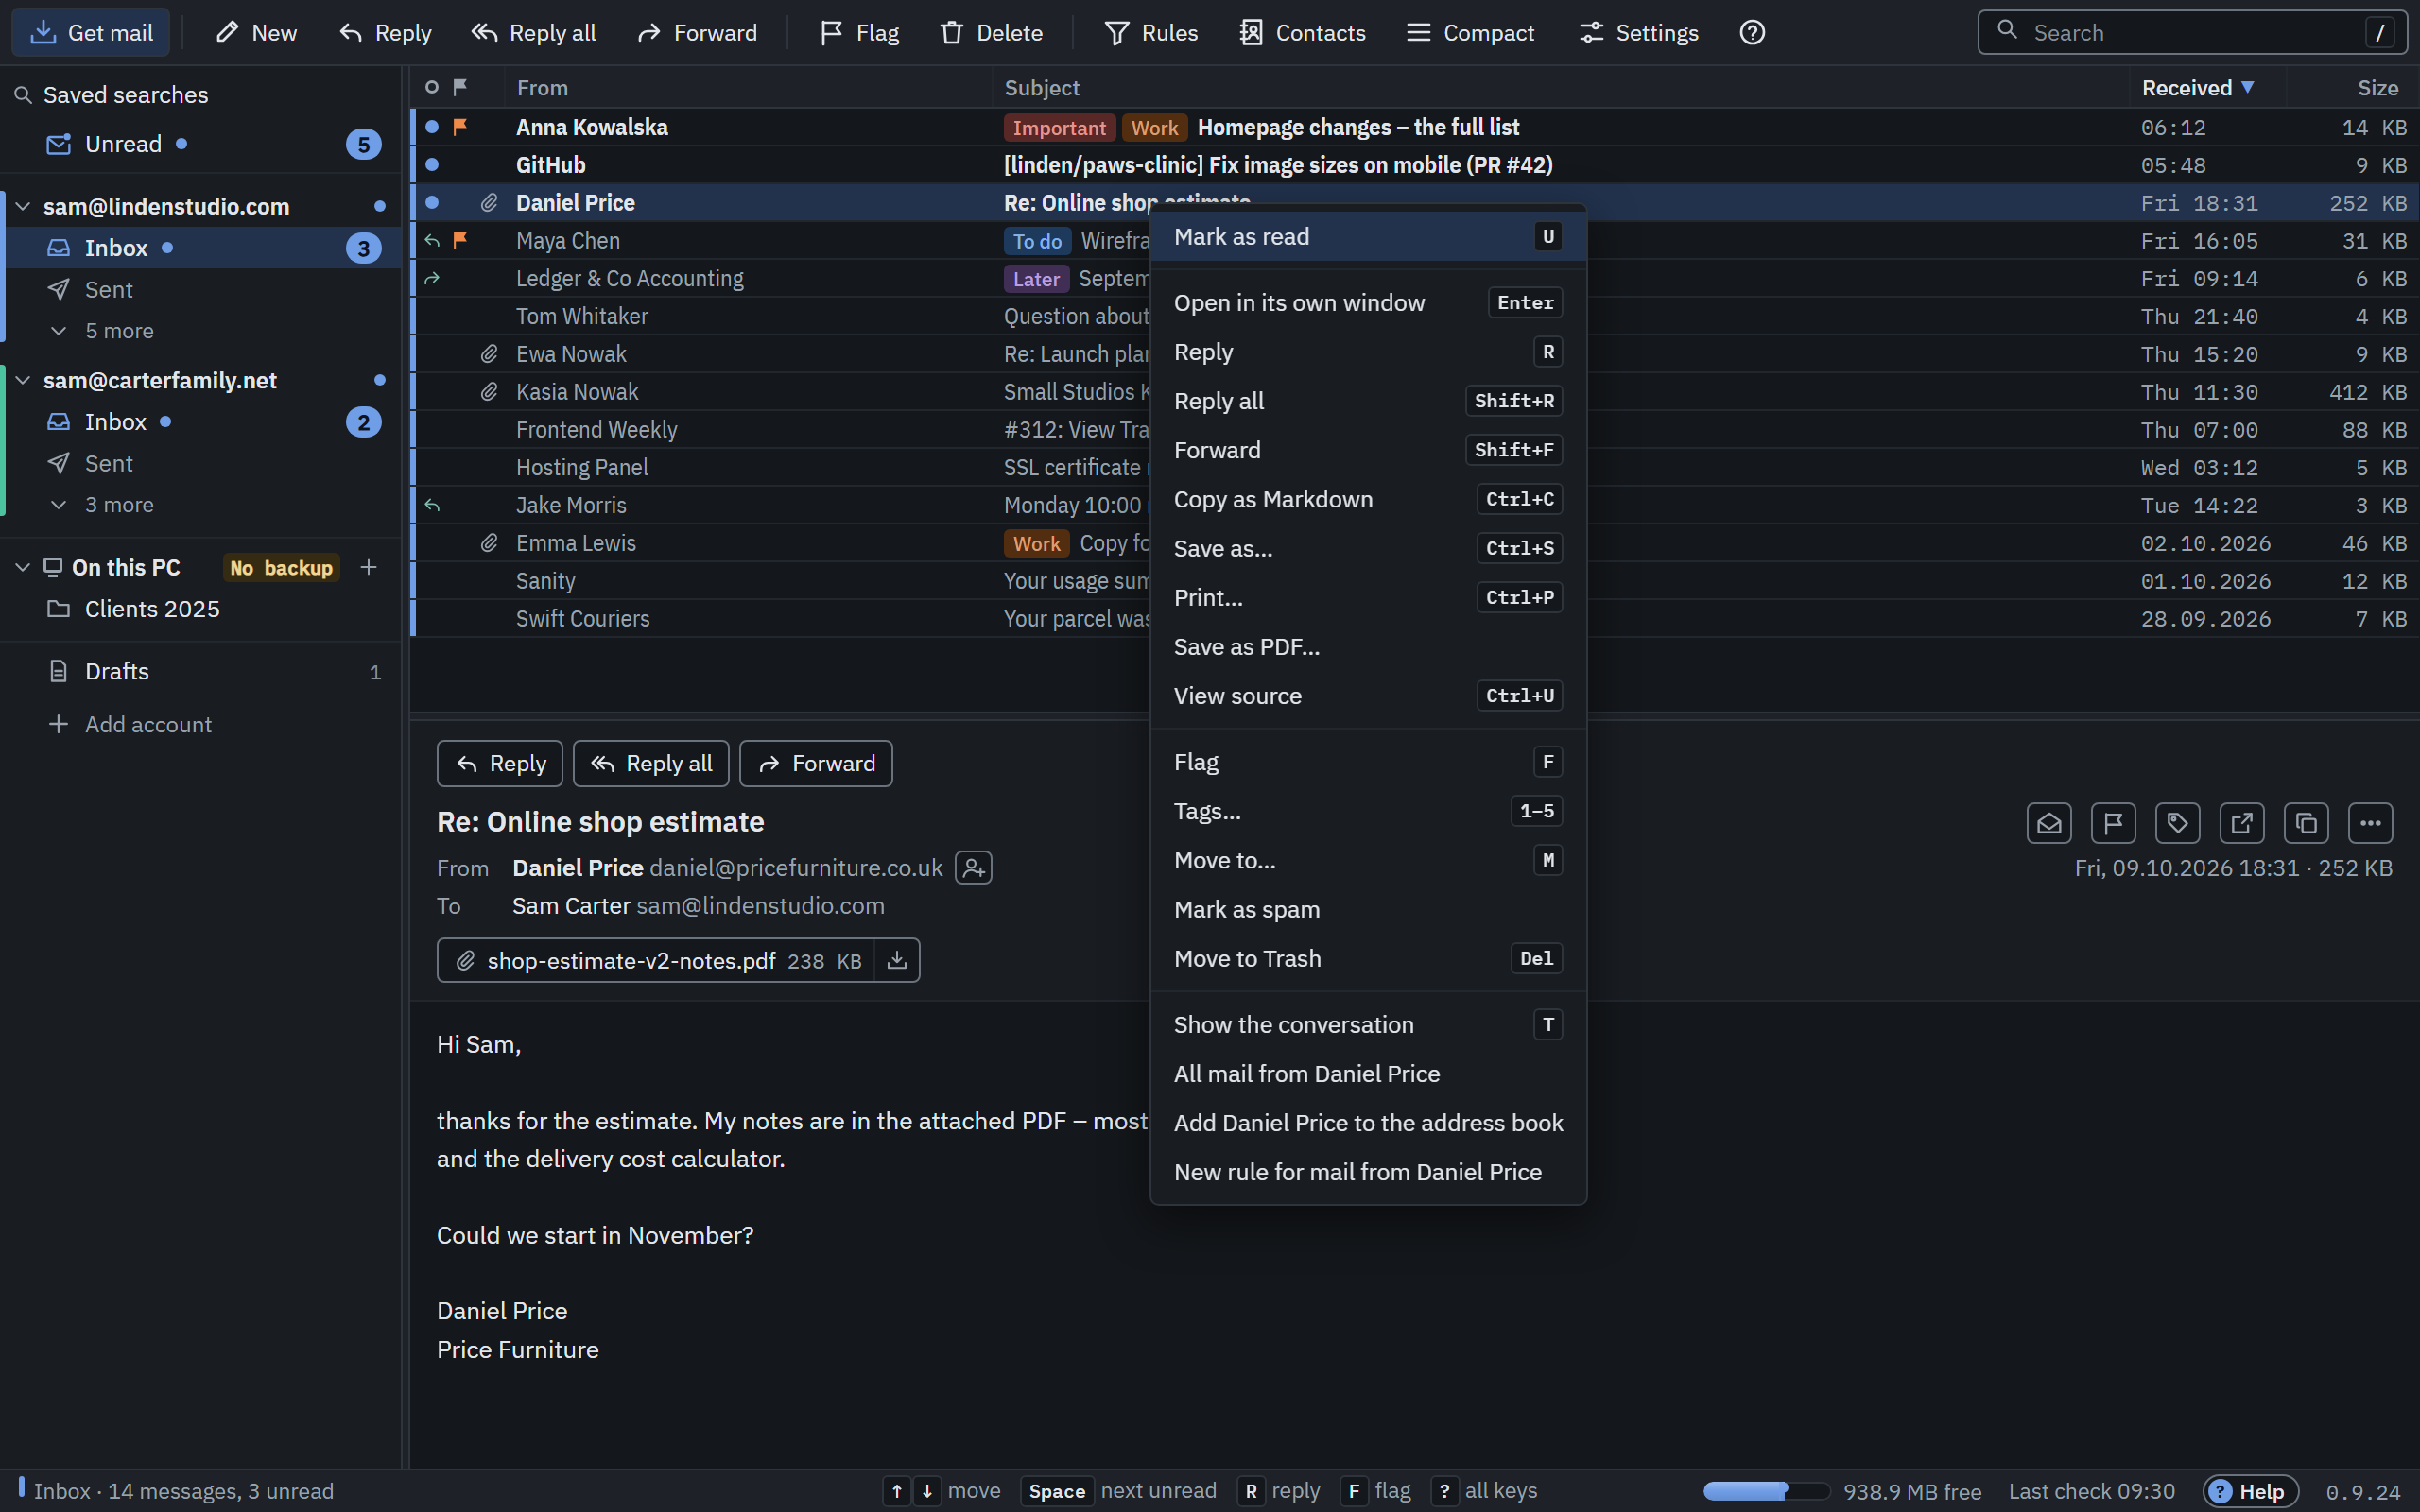 Get mail New Reply Reply all Forward Flag Delete Rules Contacts Compact Settings Search /
Saved searches
Unread 5
sam@lindenstudio.com
Inbox 3
Sent
5 more
sam@carterfamily.net
Inbox 2
Sent
3 more
On this PC No backup
Clients 2025
Drafts 1
Add account
From Subject Received Size
Anna Kowalska Important Work Homepage changes – the full list 06:12 14 KB
GitHub [linden/paws-clinic] Fix image sizes on mobile (PR #42) 05:48 9 KB
Daniel Price Re: Online shop estimate Fri 18:31 252 KB
Maya Chen To do Wirefra Fri 16:05 31 KB
Ledger & Co Accounting Later Septem Fri 09:14 6 KB
Tom Whitaker Question about Thu 21:40 4 KB
Ewa Nowak Re: Launch plan Thu 15:20 9 KB
Kasia Nowak Small Studios K Thu 11:30 412 KB
Frontend Weekly #312: View Tra Thu 07:00 88 KB
Hosting Panel SSL certificate Wed 03:12 5 KB
Jake Morris Monday 10:00 Tue 14:22 3 KB
Emma Lewis Work Copy fo 02.10.2026 46 KB
Sanity Your usage sum 01.10.2026 12 KB
Swift Couriers Your parcel was 28.09.2026 7 KB
Mark as read U
Open in its own window Enter
Reply R
Reply all Shift+R
Forward Shift+F
Copy as Markdown Ctrl+C
Save as... Ctrl+S
Print... Ctrl+P
Save as PDF...
View source Ctrl+U
Flag F
Tags... 1–5
Move to... M
Mark as spam
Move to Trash Del
Show the conversation T
All mail from Daniel Price
Add Daniel Price to the address book
New rule for mail from Daniel Price
Reply Reply all Forward
Re: Online shop estimate
From Daniel Price daniel@pricefurniture.co.uk Fri, 09.10.2026 18:31 · 252 KB
To Sam Carter sam@lindenstudio.com
shop-estimate-v2-notes.pdf 238 KB
Hi Sam,
thanks for the estimate. My notes are in the attached PDF – most
and the delivery cost calculator.
Could we start in November?
Daniel Price
Price Furniture
Inbox · 14 messages, 3 unread ↑ ↓ move Space next unread R reply F flag ? all keys 938.9 MB free Last check 09:30 ? Help 0.9.24